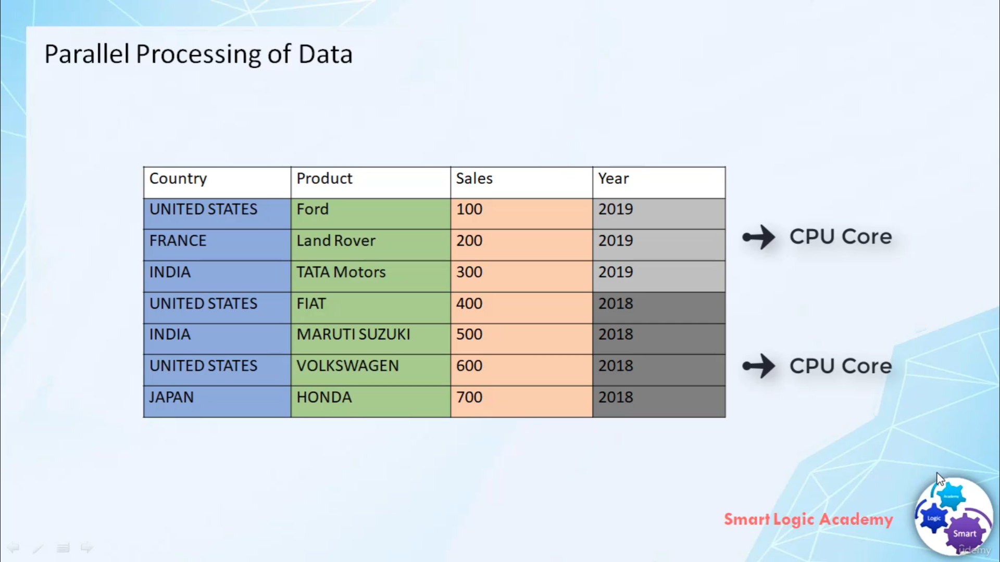 Parallel Processing of Data
Country Product Sales Year
UNITED STATES Ford 100 2019
FRANCE Land Rover 200 2019
INDIA TATA Motors 300 2019
UNITED STATES FIAT 400 2018
INDIA MARUTI SUZUKI 500 2018
UNITED STATES VOLKSWAGEN 600 2018
JAPAN HONDA 700 2018
CPU Core
CPU Core
Smart Logic Academy
Academy
Logic
Smart
ûdemy